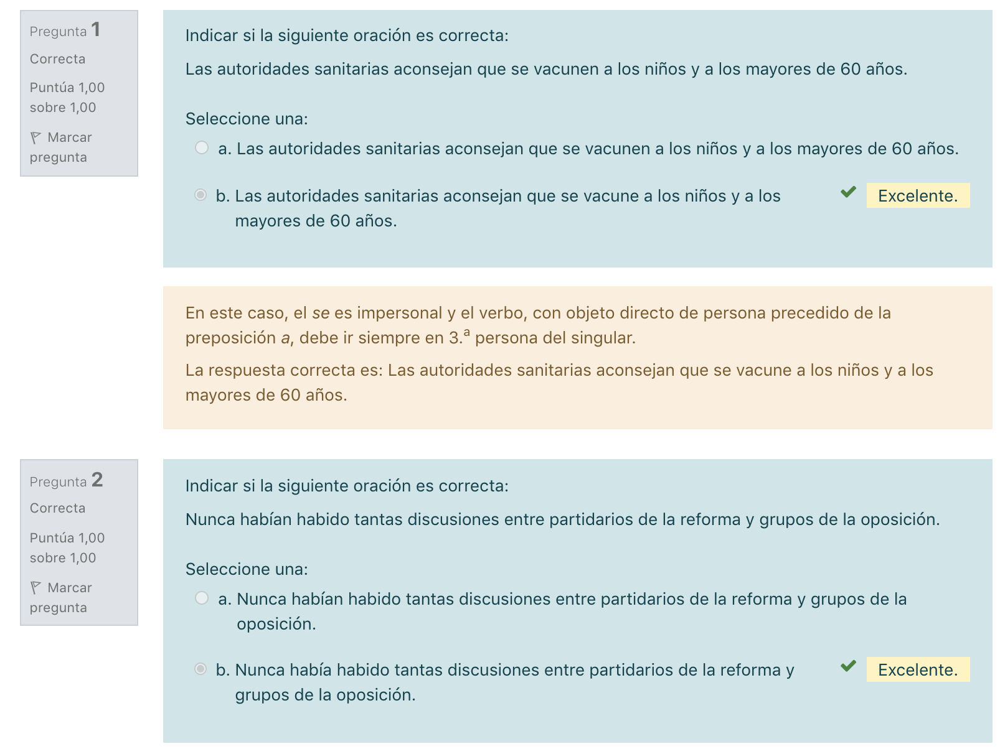 Pregunta 1
Correcta
Puntúa 1,00
sobre 1,00
Marcar
pregunta
Indicar si la siguiente oración es correcta:
Las autoridades sanitarias aconsejan que se vacunen a los niños y a los mayores de 60 años.
Seleccione una:
a. Las autoridades sanitarias aconsejan que se vacunen a los niños y a los mayores de 60 años.
b. Las autoridades sanitarias aconsejan que se vacune a los niños y a los
mayores de 60 años.
Excelente.
En este caso, el se es impersonal y el verbo, con objeto directo de persona precedido de la
preposición a, debe ir siempre en 3.ª persona del singular.
La respuesta correcta es: Las autoridades sanitarias aconsejan que se vacune a los niños y a los
mayores de 60 años.
Pregunta 2
Correcta
Puntúa 1,00
sobre 1,00
Marcar
pregunta
Indicar si la siguiente oración es correcta:
Nunca habían habido tantas discusiones entre partidarios de la reforma y grupos de la oposición.
Seleccione una:
a. Nunca habían habido tantas discusiones entre partidarios de la reforma y grupos de la
oposición.
b. Nunca había habido tantas discusiones entre partidarios de la reforma y
grupos de la oposición.
Excelente.